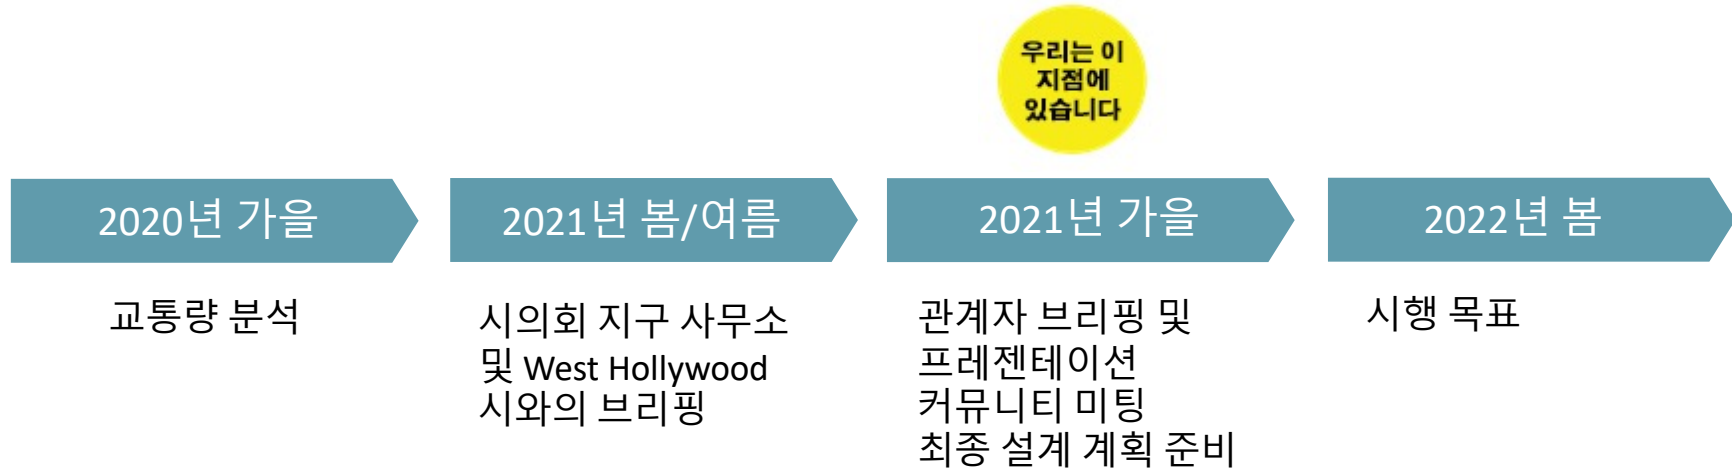 우리는 이
지점에
있습니다
2020년 가을
2021년 봄/여름
2021년 가을
2022년 봄
교통량 분석
시의회 지구 사무소
및 West Hollywood
시와의 브리핑
관계자 브리핑 및
프레젠테이션
커뮤니티 미팅
최종 설계 계획 준비
시행 목표